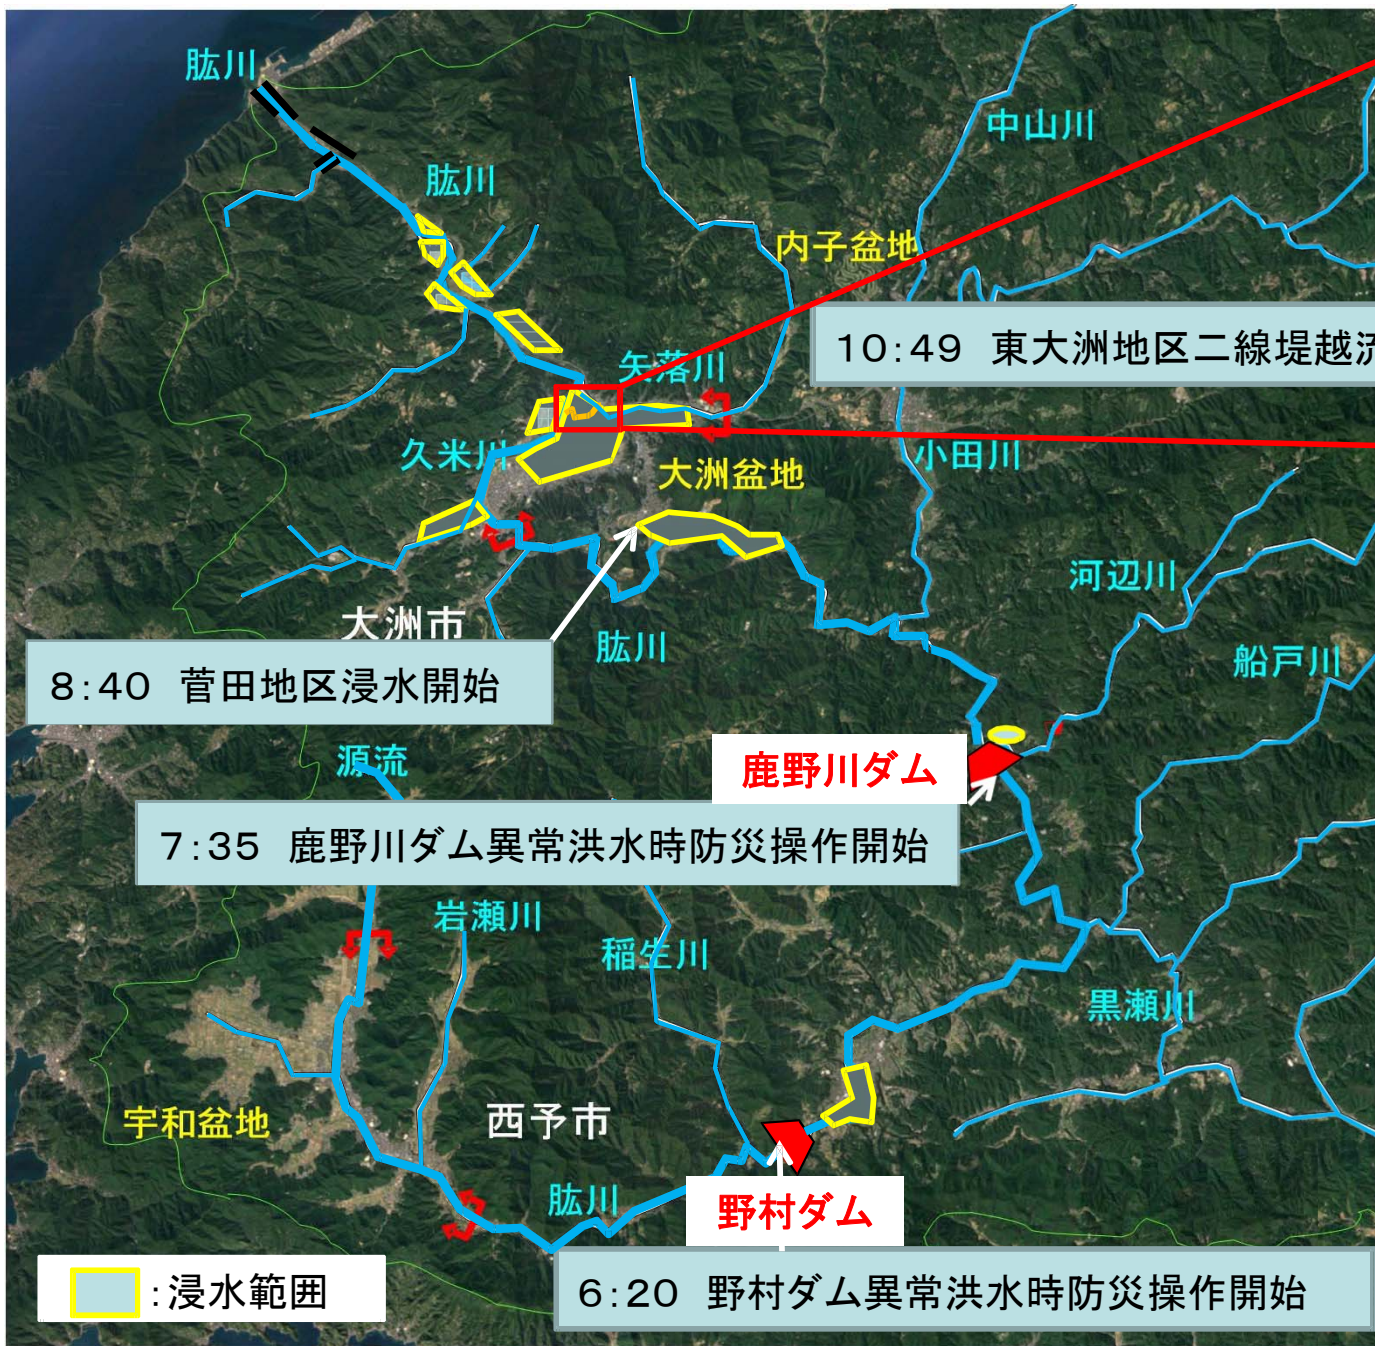 肱川
中山川
肱川
内子盆地
10:49 東大洲地区二線堤越流
矢落川
久米川
小田川
大洲盆地
河辺川
大洲市
肱川
船戸川
8:40 菅田地区浸水開始
源流
鹿野川ダム
7:35 鹿野川ダム異常洪水時防災操作開始
岩瀬川
稲生川
黒瀬川
宇和盆地
西予市
肱川
野村ダム
:浸水範囲
6:20 野村ダム異常洪水時防災操作開始